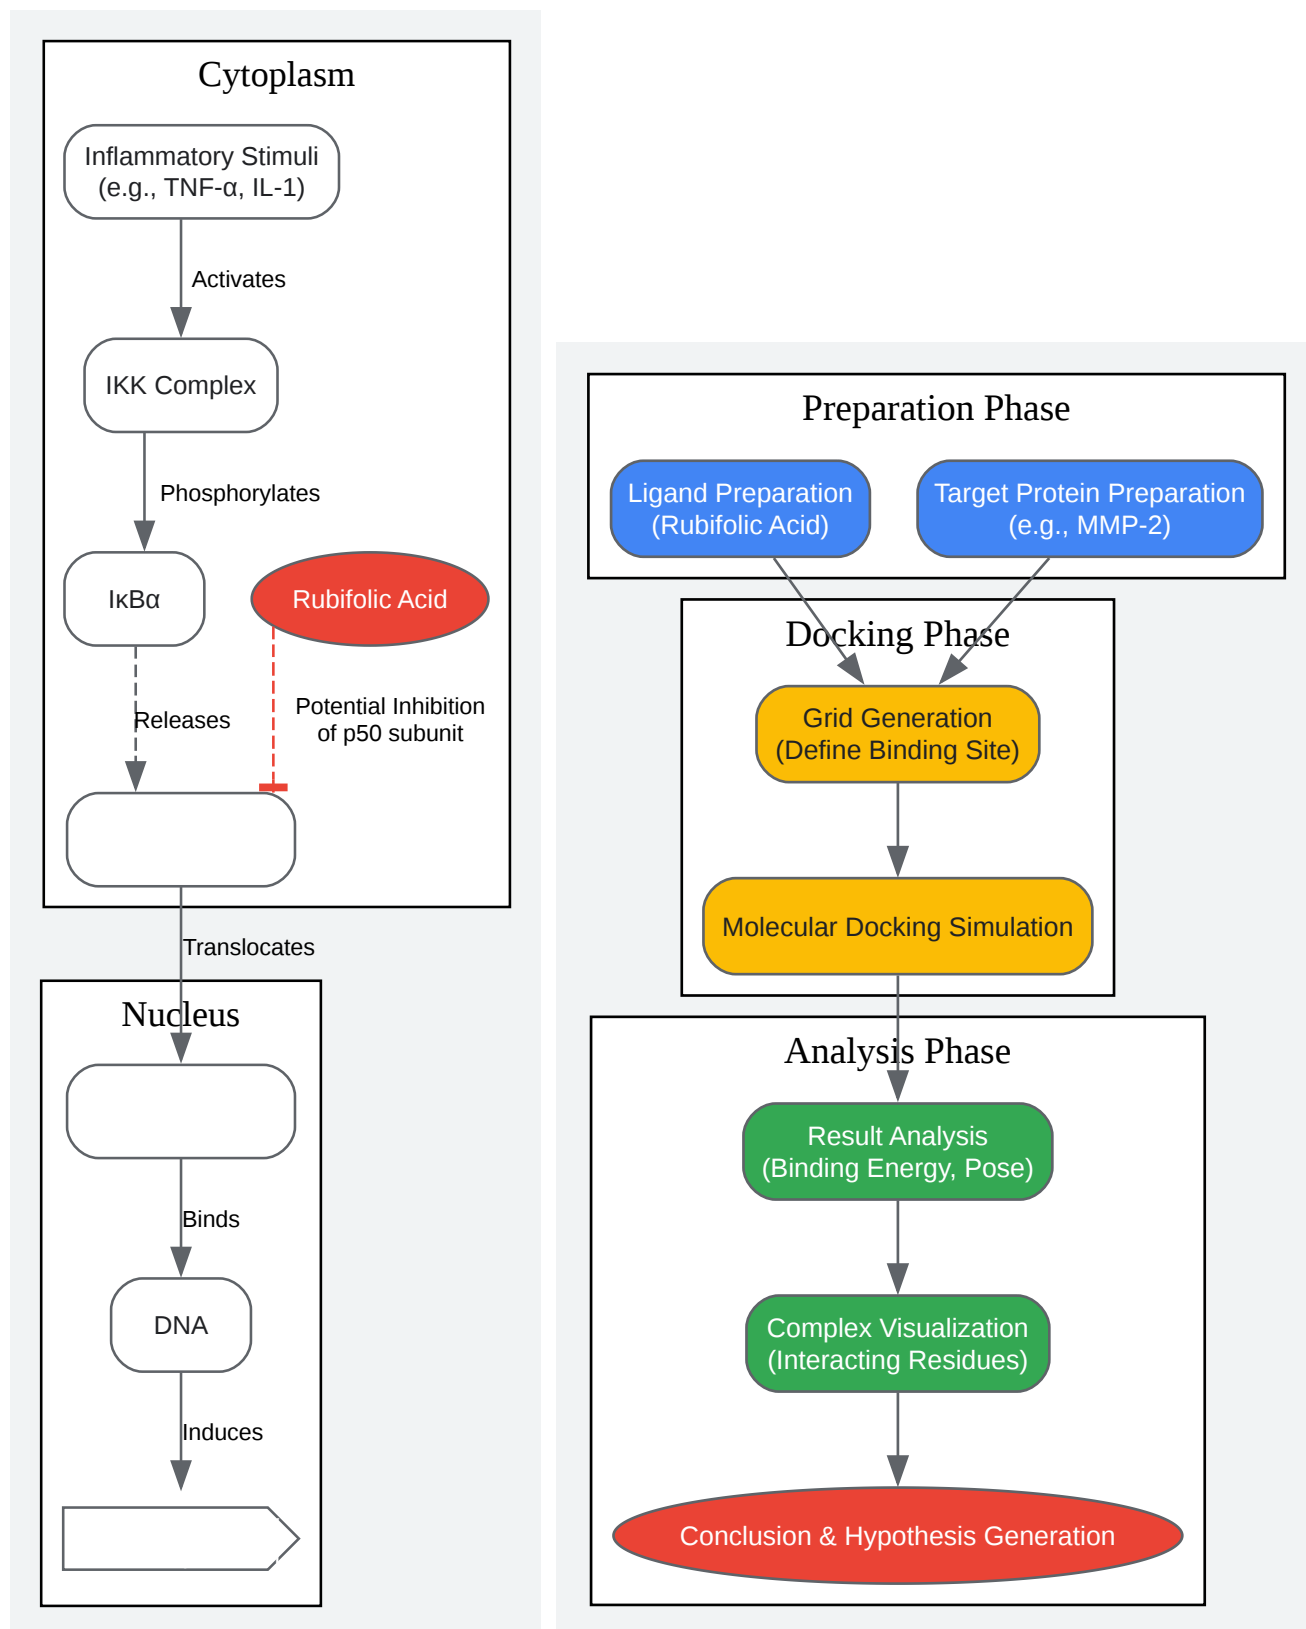 Cytoplasm
Inflammatory Stimuli
(e.g., TNF-α, IL-1)
Activates
IKK Complex
Phosphorylates
IκBα
Rubifolic Acid
Releases
Potential Inhibition
of p50 subunit
Translocates
Nucleus
Binds
DNA
Induces
Preparation Phase
Ligand Preparation
(Rubifolic Acid)
Target Protein Preparation
(e.g., MMP-2)
Docking Phase
Grid Generation
(Define Binding Site)
Molecular Docking Simulation
Analysis Phase
Result Analysis
(Binding Energy, Pose)
Complex Visualization
(Interacting Residues)
Conclusion & Hypothesis Generation